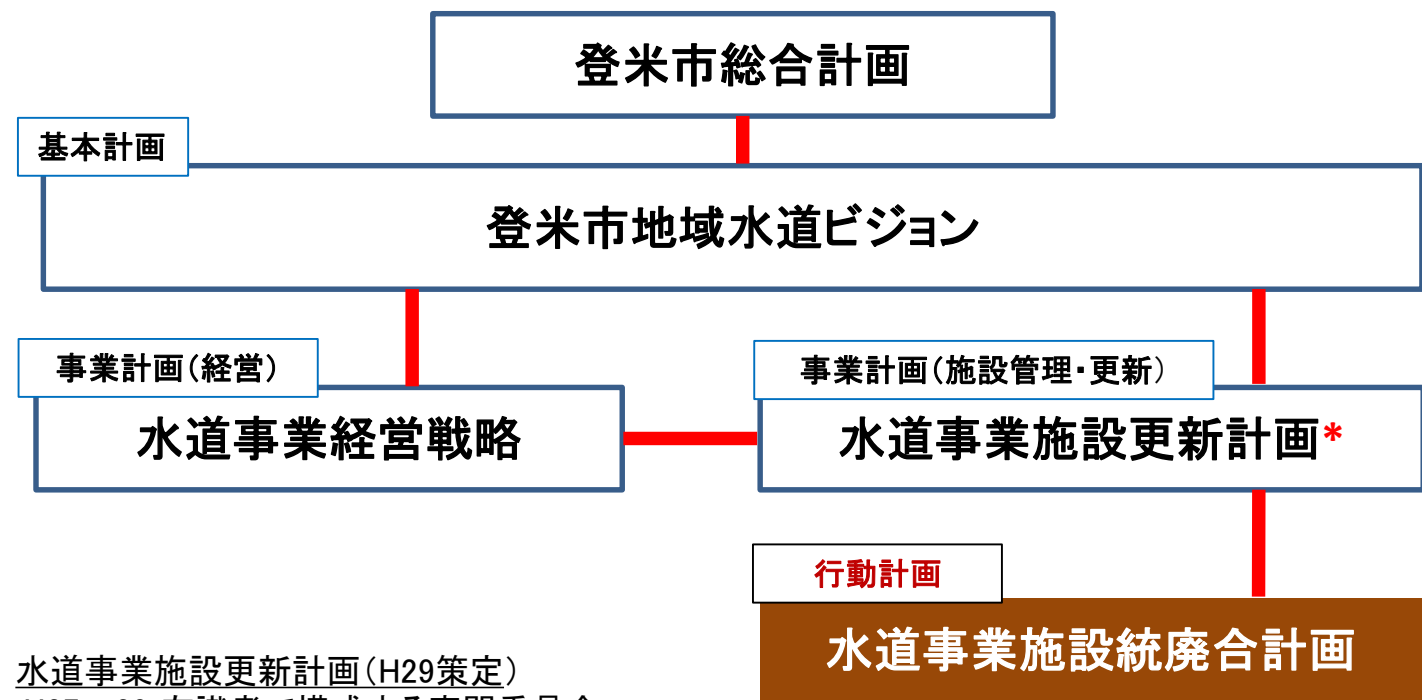 登米市総合計画
基本計画
登米市地域水道ビジョン
事業計画(経営)
水道事業経営戦略
事業計画(施設管理・更新)
水道事業施設更新計画*
行動計画
水道事業施設統廃合計画
水道事業施設更新計画(H29策定)